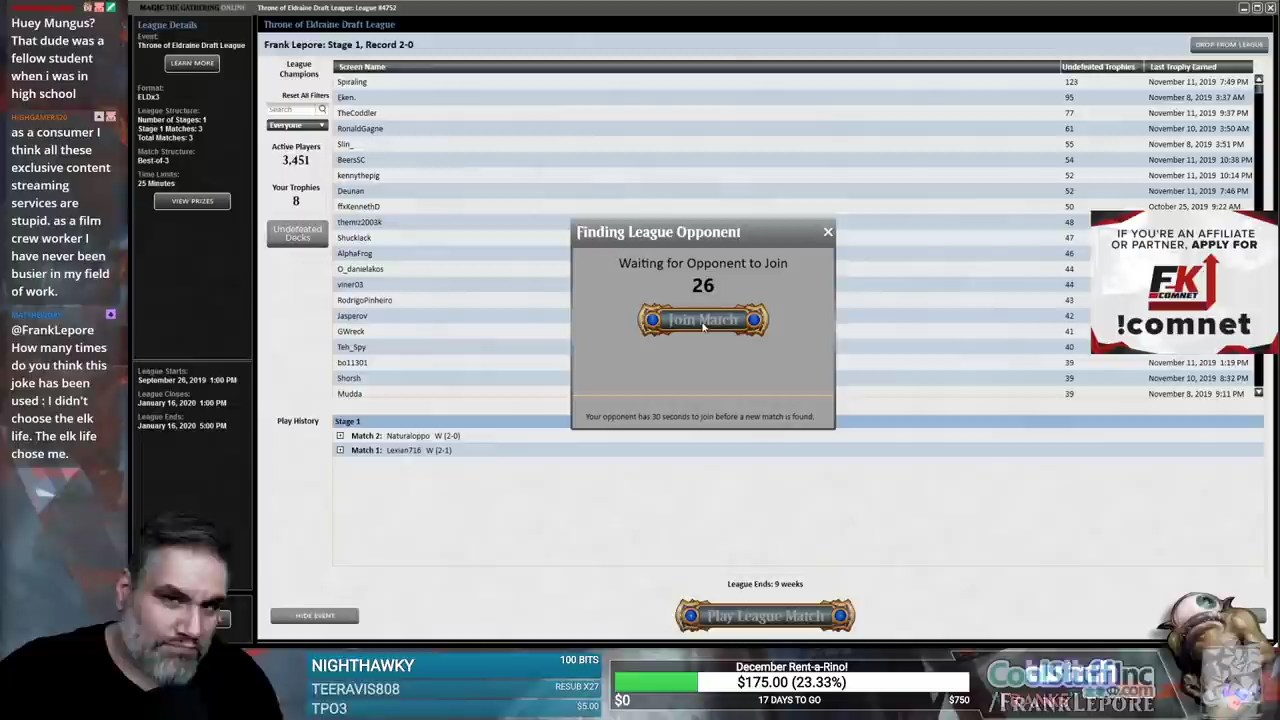 Huey Mungus?
That dude was a
fellow student
when i was in
high school
HIGHGAMER420
as a consumer I
think all these
exclusive content
streaming
services are
stupid. as a film
crew worker I
have never been
busier in my field
of work.
@FrankLepore
How many times
do you think this
joke has been
used : I didn't
choose the elk
life. The elk life
chose me.
MAGIC THE GATHERING ONLINE
Throne of Eldraine Draft League: League #4752
League Details
Event:
Throne of Eldraine Draft League
LEARN MORE
Format:
ELDx3
League Structure:
Number of Stages: 1
Stage 1 Matches: 3
Total Matches: 3
Match Structure:
Best-of-3
Time Limits:
25 Minutes
VIEW PRIZES
League Starts:
September 26, 2019 1:00 PM
League Closes:
January 16, 2020 1:00 PM
League Ends:
January 16, 2020 5:00 PM
Throne of Eldraine Draft League
Frank Lepore: Stage 1, Record 2-0
DROP FROM LEAGUE
League
Champions
Reset All Filters
Search
Everyone
Active Players
3,451
Your Trophies
8
Undefeated
Decks
Screen Name Undefeated Trophies Last Trophy Earned
Spiraling 123 November 11, 2019 7:49 PM
Eken. 95 November 8, 2019 3:37 AM
TheCoddler 77 November 11, 2019 9:37 PM
RonaldGagne 61 November 10, 2019 3:50 AM
Slin_ 55 November 8, 2019 3:51 PM
BeersSC 54 November 11, 2019 10:38 PM
kennythepig 52 November 11, 2019 10:14 PM
Deunan 52 November 11, 2019 7:46 PM
ffxKennethD 50 October 25, 2019 9:22 AM
themiz2003k 48
Shucklack 47
AlphaFrog 46
O_danielakos 44
viner03 44
RodrigoPinheiro 43
Jasperov 42
GWreck 41
Teh_Spy 40
bo11301 39 November 11, 2019 1:19 PM
Shorsh 39 November 10, 2019 8:32 PM
Mudda 39 November 8, 2019 9:11 PM
Finding League Opponent
Waiting for Opponent to Join
26
Join Match
Your opponent has 30 seconds to join before a new match is found.
IF YOU'RE AN AFFILIATE
OR PARTNER, APPLY FOR
COMNET
!comnet
Play History
Stage 1
Match 2: Naturaloppo W (2-0)
Match 1: Lexian716 W (2-1)
League Ends: 9 weeks
HIDE EVENT
Play League Match
NIGHTHAWKY 100 BITS
TEERAVIS808 RESUB X27
TPO3 $5.00
December Rent-a-Rino!
$175.00 (23.33%)
$0 17 DAYS TO GO $750
CoolStuffInc
.com
/FRANKLEPORE